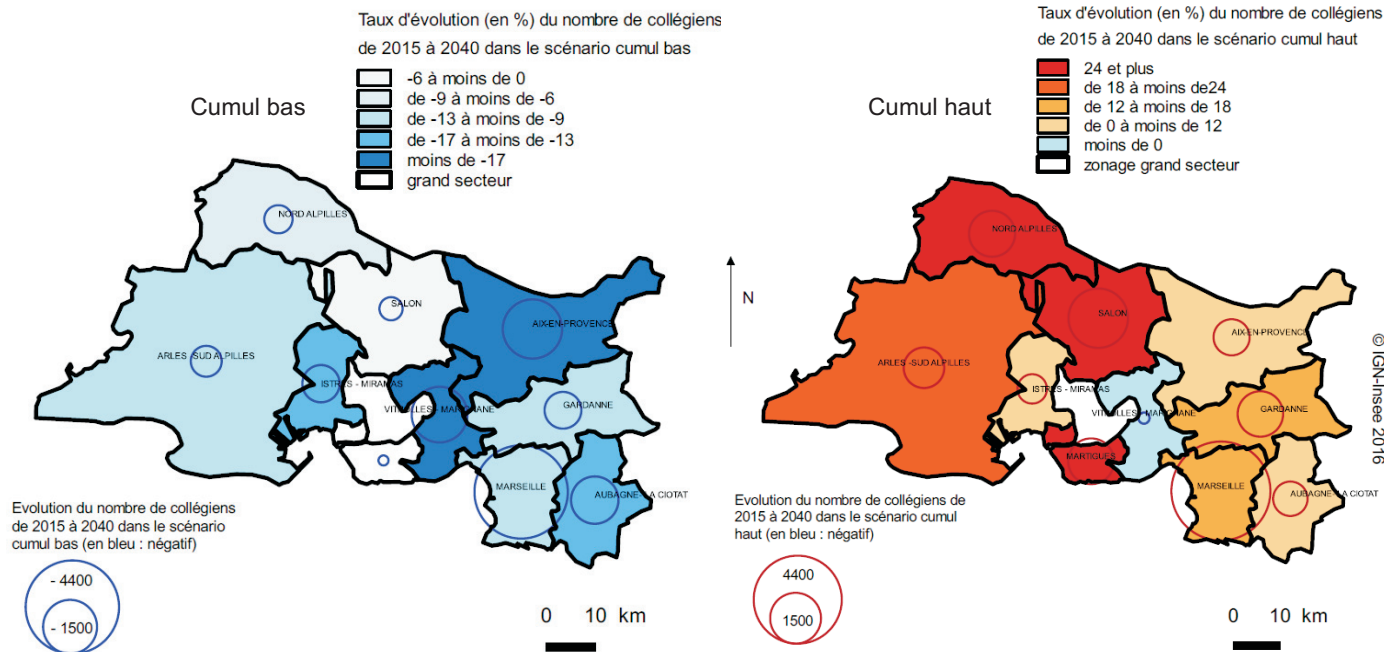 Taux d'évolution (en %) du nombre de collégiens
de 2015 à 2040 dans le scénario cumul bas
-6 à moins de 0
de -9 à moins de -6
de -13 à moins de -9
de -17 à moins de -13
moins de -17
grand secteur
Cumul bas
NORD ALPILLES
SALON
AIX-EN-PROVENCE
ARLES -SUD ALPILLES
ISTRES - MIRAMAS
VITROLLES - MARIGNANE
GARDANNE
MARSEILLE
AUBAGNE-LA CIOTAT
Evolution du nombre de collégiens
de 2015 à 2040 dans le scénario
cumul bas (en bleu : négatif)
- 4400
- 1500
0 10 km
Taux d'évolution (en %) du nombre de collégiens
de 2015 à 2040 dans le scénario cumul haut
24 et plus
de 18 à moins de24
de 12 à moins de 18
de 0 à moins de 12
moins de 0
zonage grand secteur
Cumul haut
N
NORD ALPILLES
SALON
AIX-EN-PROVENCE
ARLES -SUD ALPILLES
ISTRES - MIRAMAS
VITROLLES - MARIGNANE
GARDANNE
MARTIGUES
MARSEILLE
AUBAGNE-LA CIOTAT
Evolution du nombre de collégiens de
2015 à 2040 dans le scénario cumul
haut (en bleu : négatif)
4400
1500
0 10 km
© IGN-Insee 2016